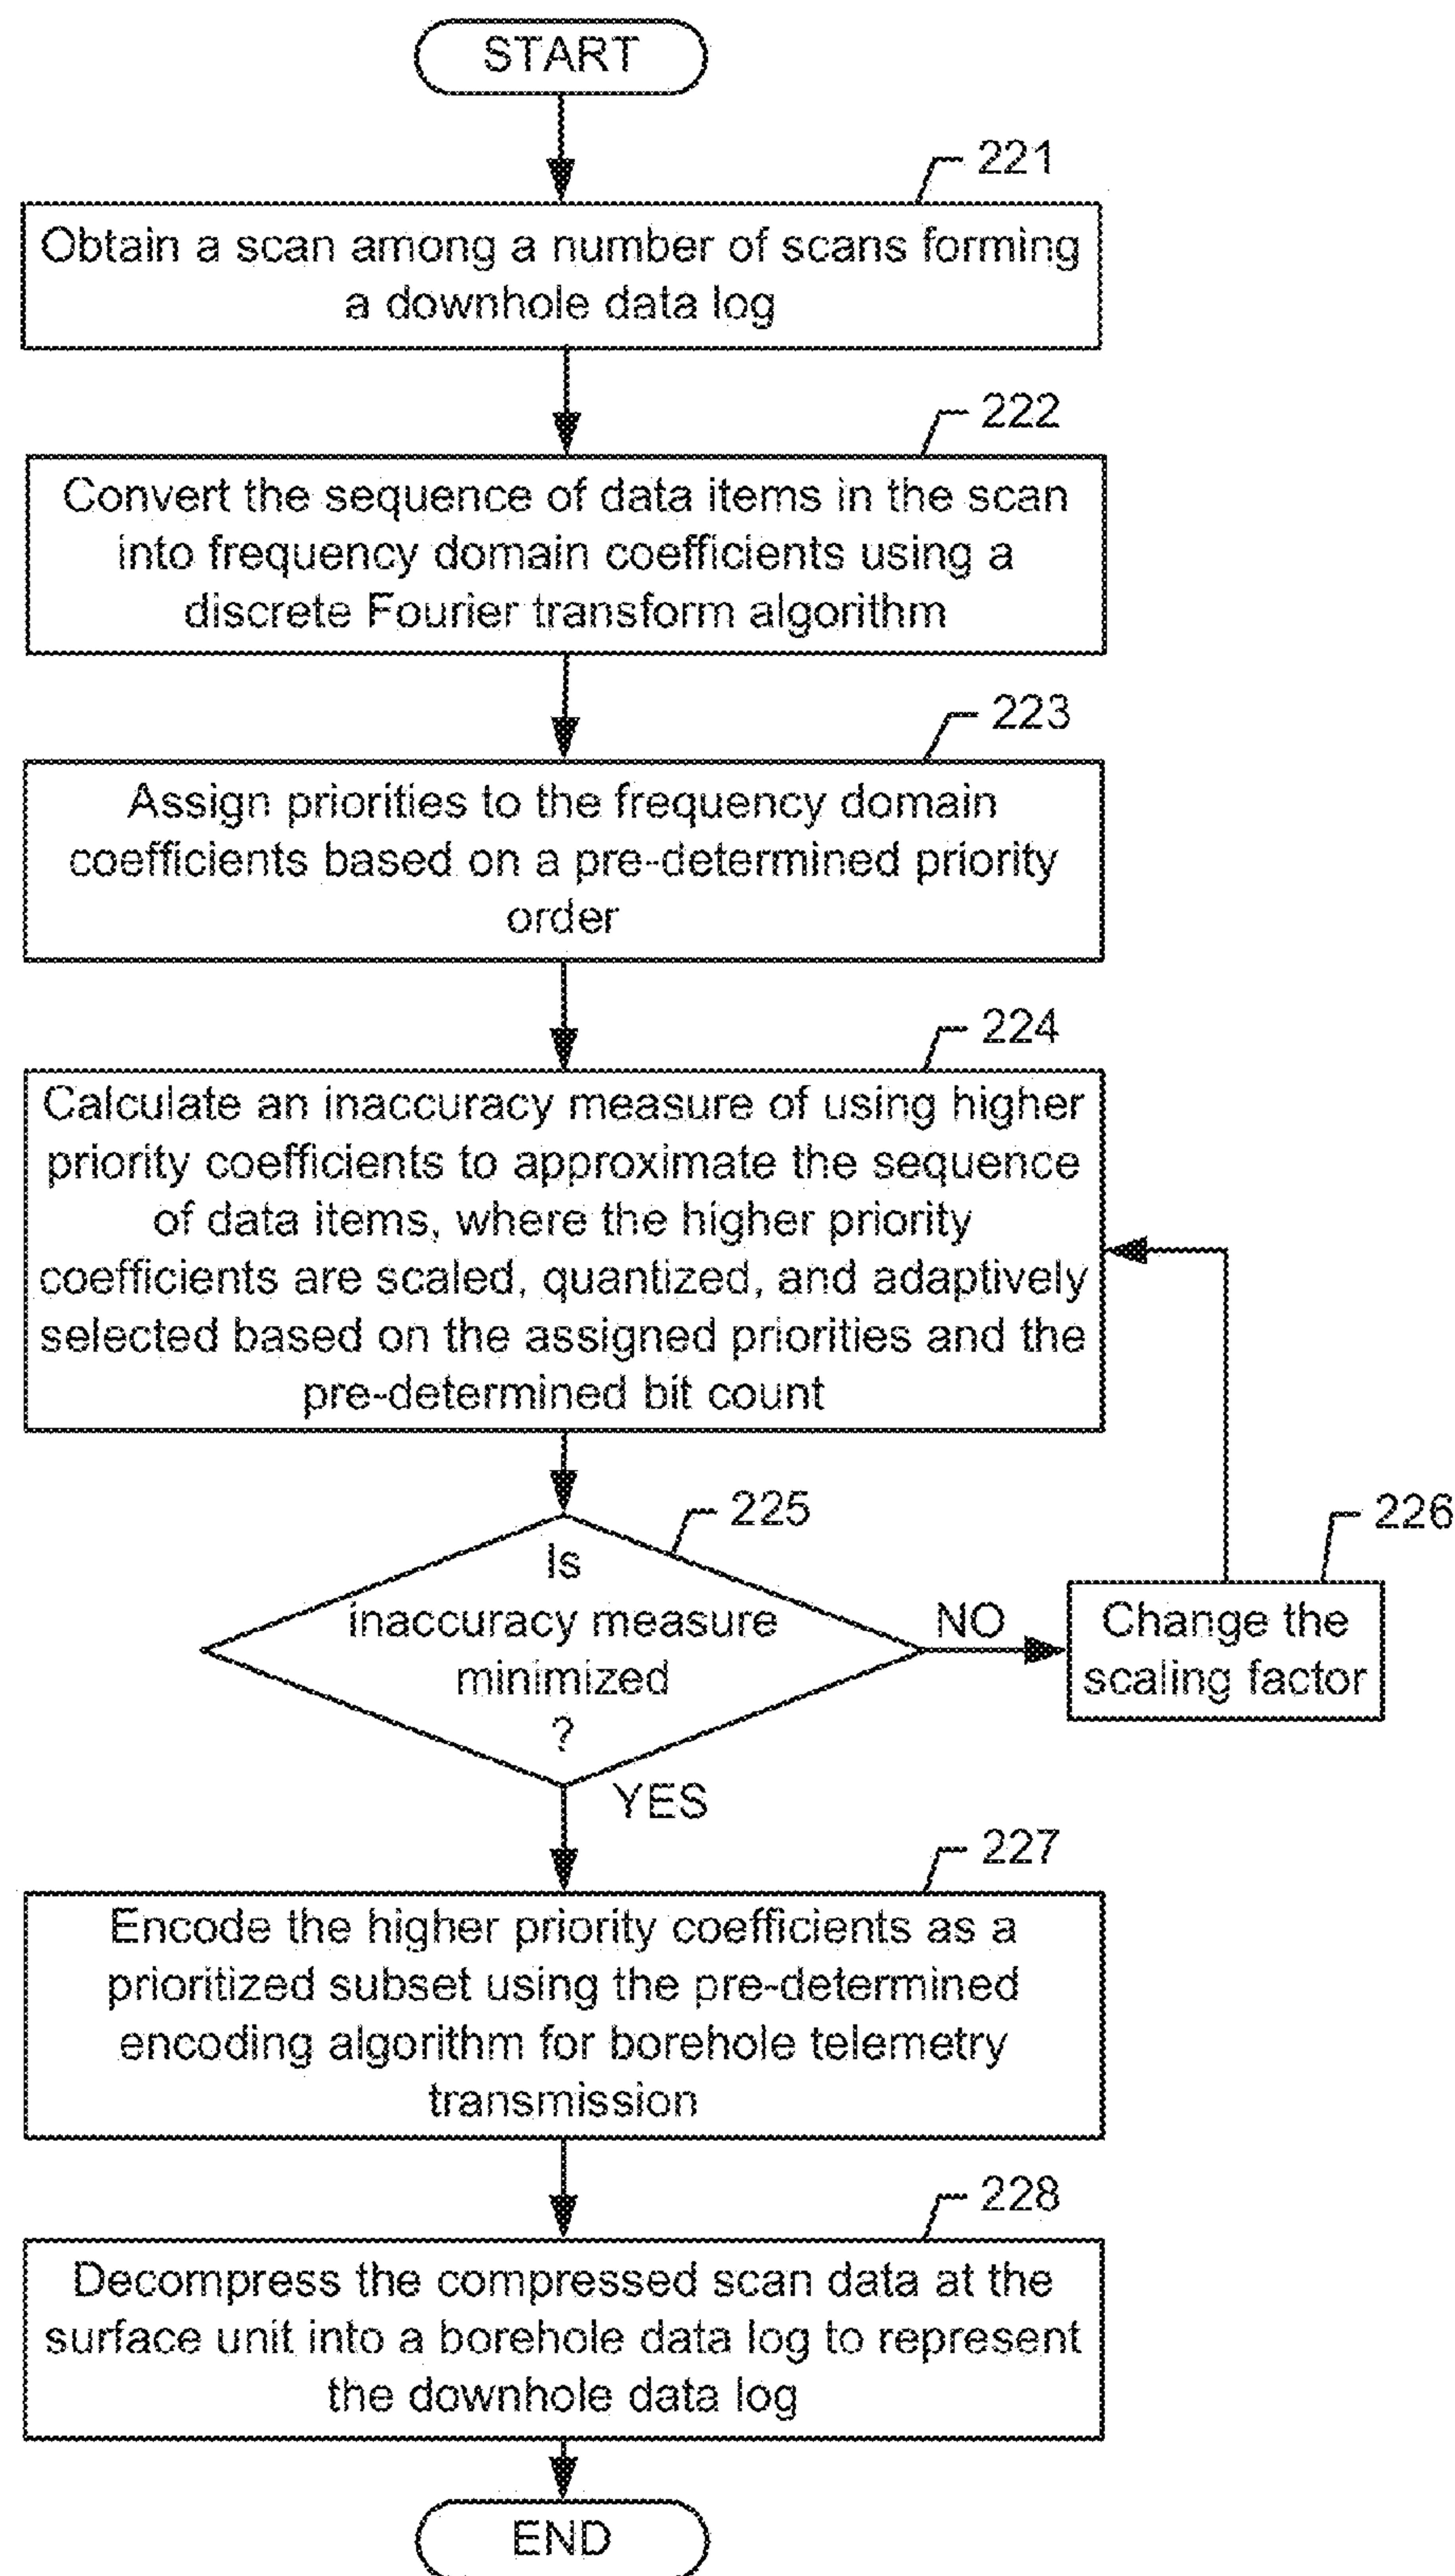 START
221
Obtain a scan among a number of scans forming
a downhole data log
222
Convert the sequence of data items in the scan
into frequency domain coefficients using a
discrete Fourier transform algorithm
223
Assign priorities to the frequency domain
coefficients based on a pre-determined priority
order
224
Calculate an inaccuracy measure of using higher
priority coefficients to approximate the sequence
of data items, where the higher priority
coefficients are scaled, quantized, and adaptively
selected based on the assigned priorities and the
pre-determined bit count
225
Is
inaccuracy measure
minimized
?
NO
226
Change the
scaling factor
YES
227
Encode the higher priority coefficients as a
prioritized subset using the pre-determined
encoding algorithm for borehole telemetry
transmission
228
Decompress the compressed scan data at the
surface unit into a borehole data log to represent
the downhole data log
END